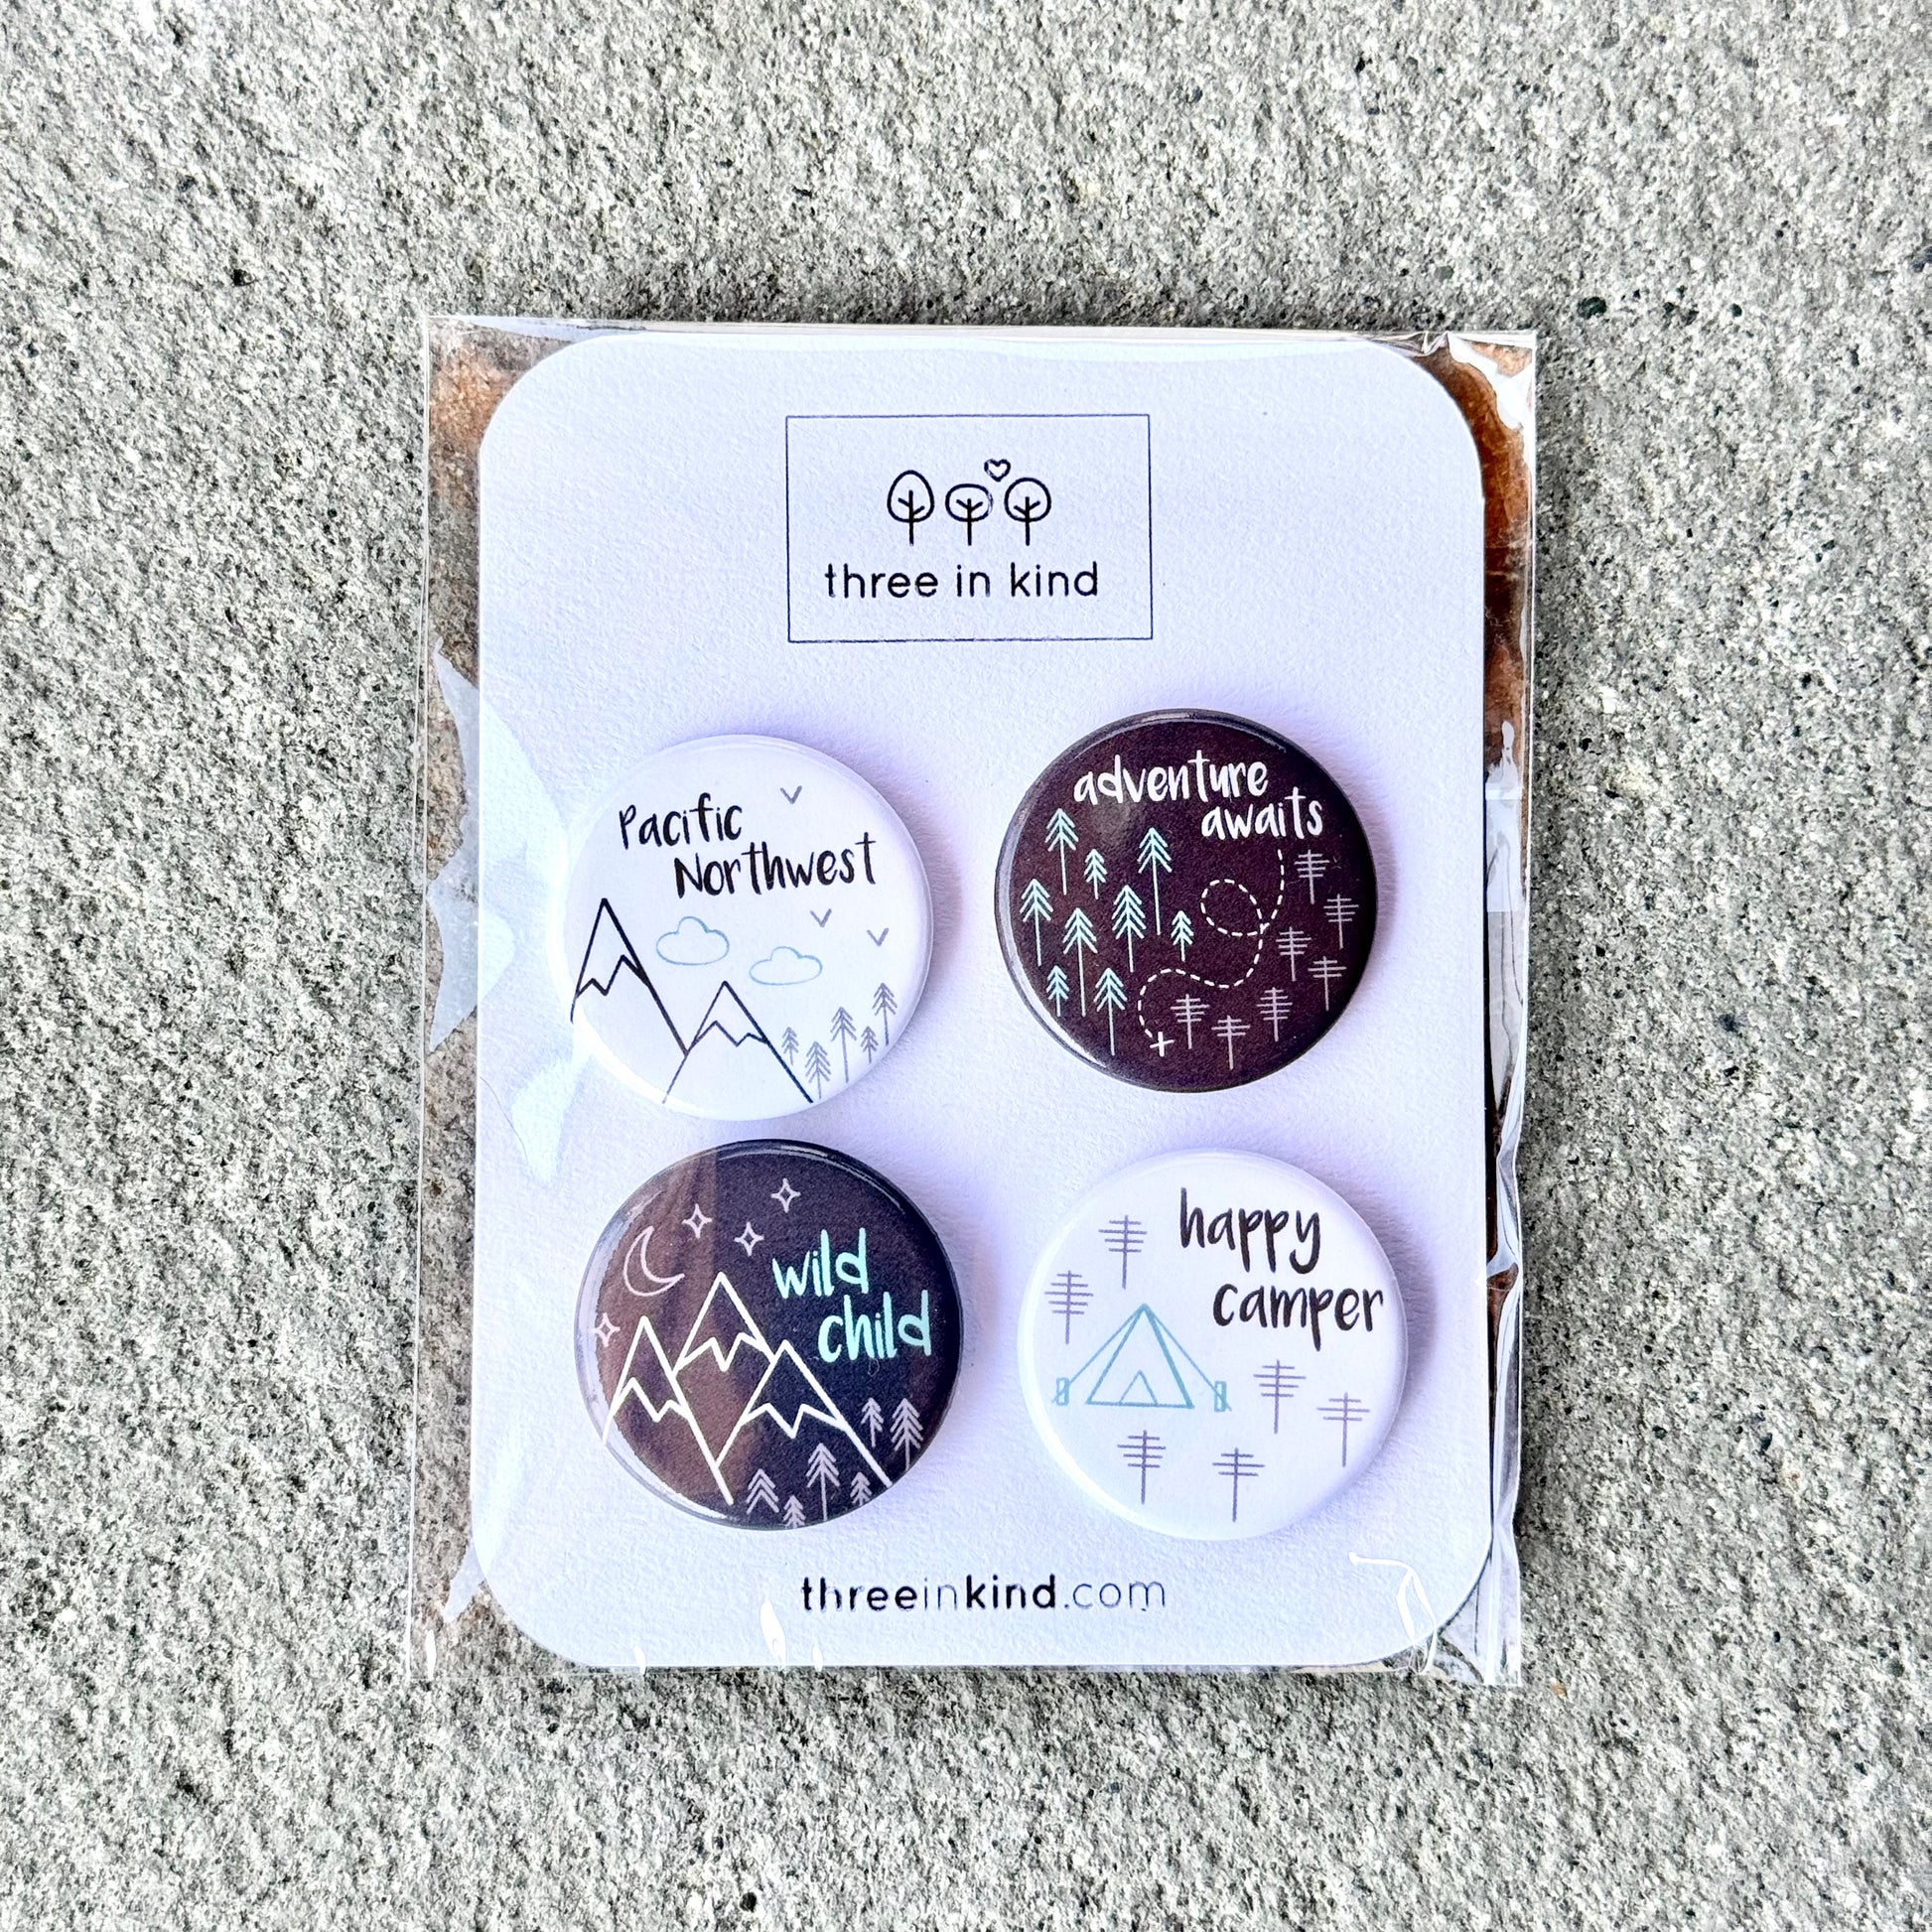 three in kind
Pacific
Northwest
adventure
awaits
wild
child
happy
camper
threeinkind.com